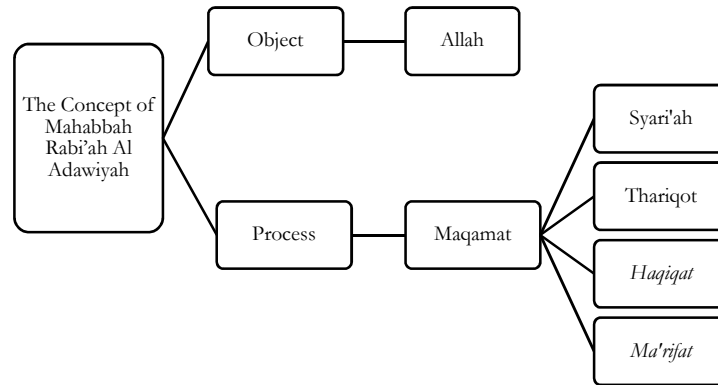 The Concept of
Mahabbah
Rabi’ah Al
Adawiyah
Object
Allah
Process
Maqamat
Syari'ah
Thariqot
Haqiqat
Ma'rifat